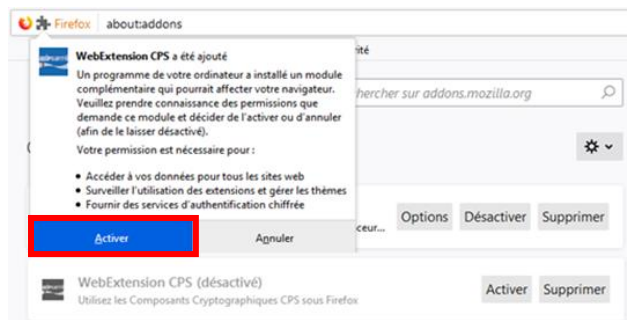 Firefox about:addons
WebExtension CPS a été ajouté
Un programme de votre ordinateur a installé un module
complémentaire qui pourrait affecter votre navigateur.
Veuillez prendre connaissance des permissions que
demande ce module et décider de l'activer ou d'annuler
(afin de le laisser désactivé).
Votre permission est nécessaire pour :
• Accéder à vos données pour tous les sites web
• Surveiller l'utilisation des extensions et gérer les thèmes
• Fournir des services d'authentification chiffrée
Activer Annuler
rité
hercher sur addons.mozilla.org
ceur... Options Désactiver Supprimer
WebExtension CPS (désactivé)
Utilisez les Composants Cryptographiques CPS sous Firefox
Activer Supprimer